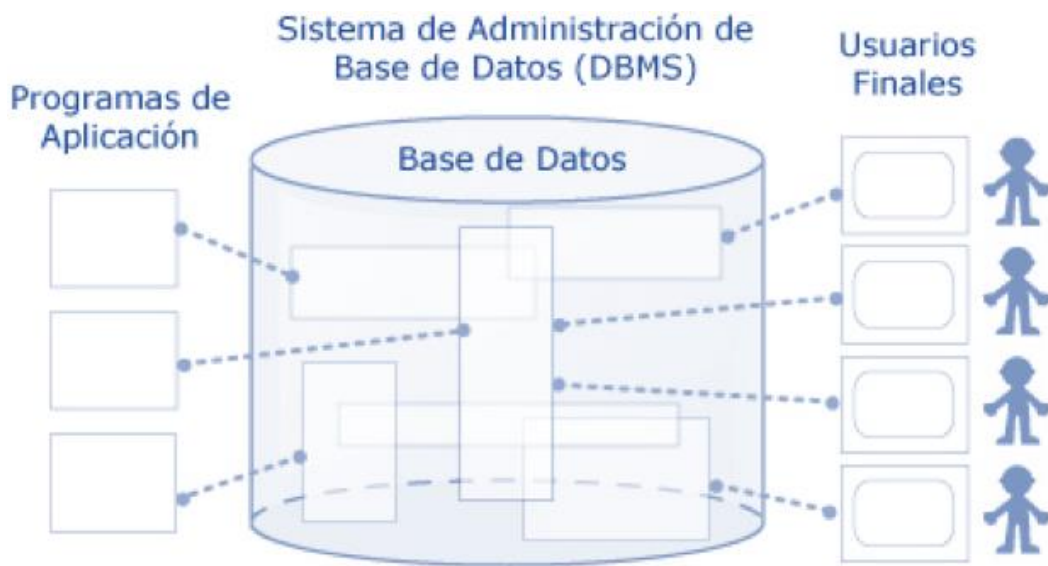 Sistema de Administración de
Base de Datos (DBMS)
Usuarios
Finales
Programas de
Aplicación
Base de Datos